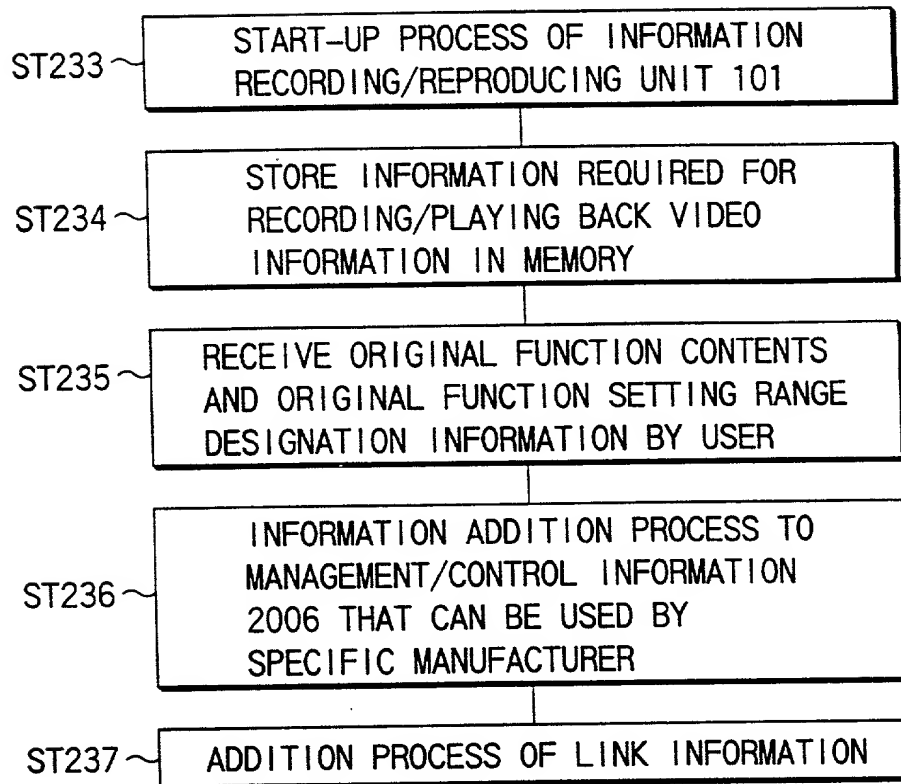 ST233
START-UP PROCESS OF INFORMATION
RECORDING/REPRODUCING UNIT 101
ST234
STORE INFORMATION REQUIRED FOR
RECORDING/PLAYING BACK VIDEO
INFORMATION IN MEMORY
ST235
RECEIVE ORIGINAL FUNCTION CONTENTS
AND ORIGINAL FUNCTION SETTING RANGE
DESIGNATION INFORMATION BY USER
ST236
INFORMATION ADDITION PROCESS TO
MANAGEMENT/CONTROL INFORMATION
2006 THAT CAN BE USED BY
SPECIFIC MANUFACTURER
ST237
ADDITION PROCESS OF LINK INFORMATION